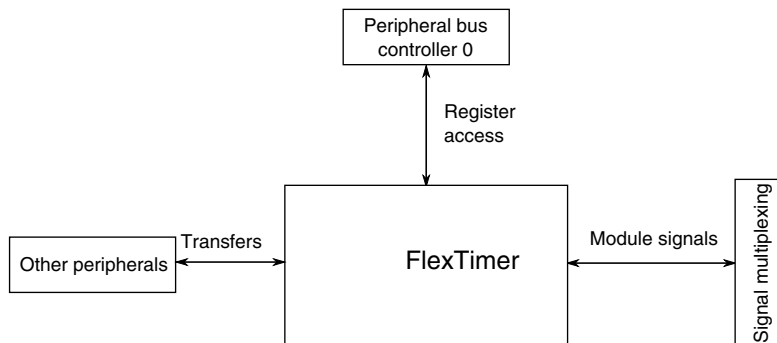 Peripheral bus
controller 0
Register
access
Transfers
Other peripherals
FlexTimer
Module signals
Signal multiplexing